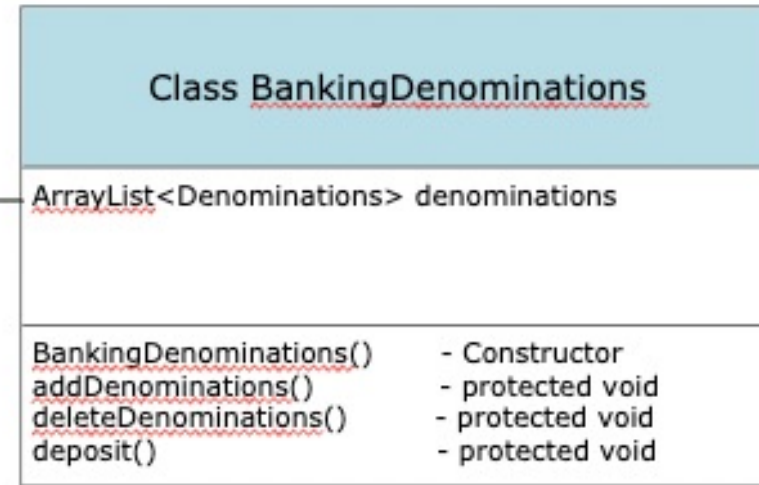 Class BankingDenominations
ArrayList<Denominations> denominations
BankingDenominations() - Constructor
addDenominations() - protected void
deleteDenominations() - protected void
deposit() - protected void